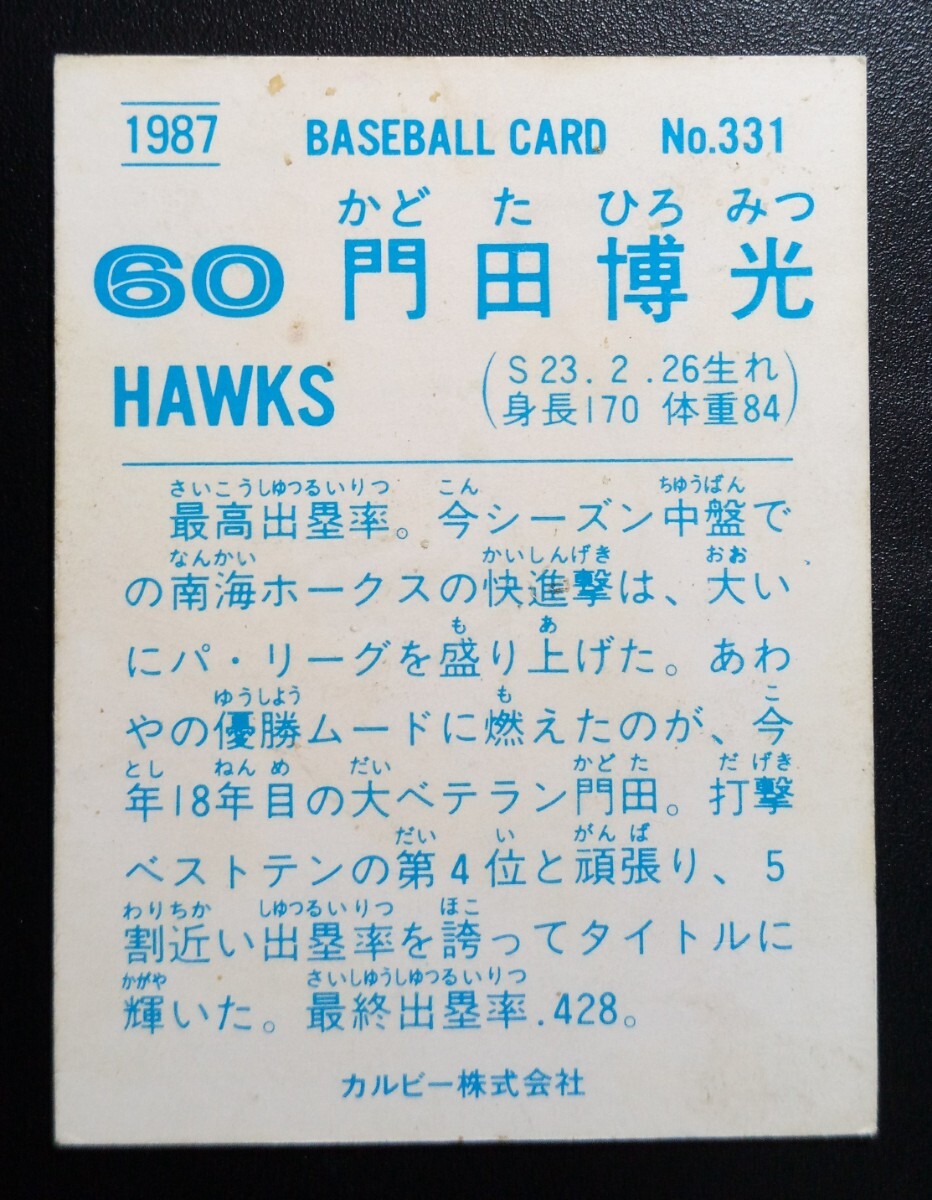 1987 BASEBALL CARD No.331
かどたひろみつ
60 門田博光
HAWKS
(S23.2.26生れ
身長170 体重84)
さいこうしゆつるいりつ こん ちゆうばん
最高出塁率。今シーズン中盤で
なんかい かいしんげき おお
の南海ホークスの快進撃は、大い
も あ
にパ・リーグを盛り上げた。あわ
ゆうしよう も こ
やの優勝ムードに燃えたのが、今
とし ねんめ だい かどた だげき
年18年目の大ベテラン門田。打撃
だい い がんば
ベストテンの第4位と頑張り、5
わりちか しゆつるいりつ ほこ
割近い出塁率を誇ってタイトルに
かがや さいしゆうしゆつるいりつ
輝いた。最終出塁率.428。
カルビー株式会社